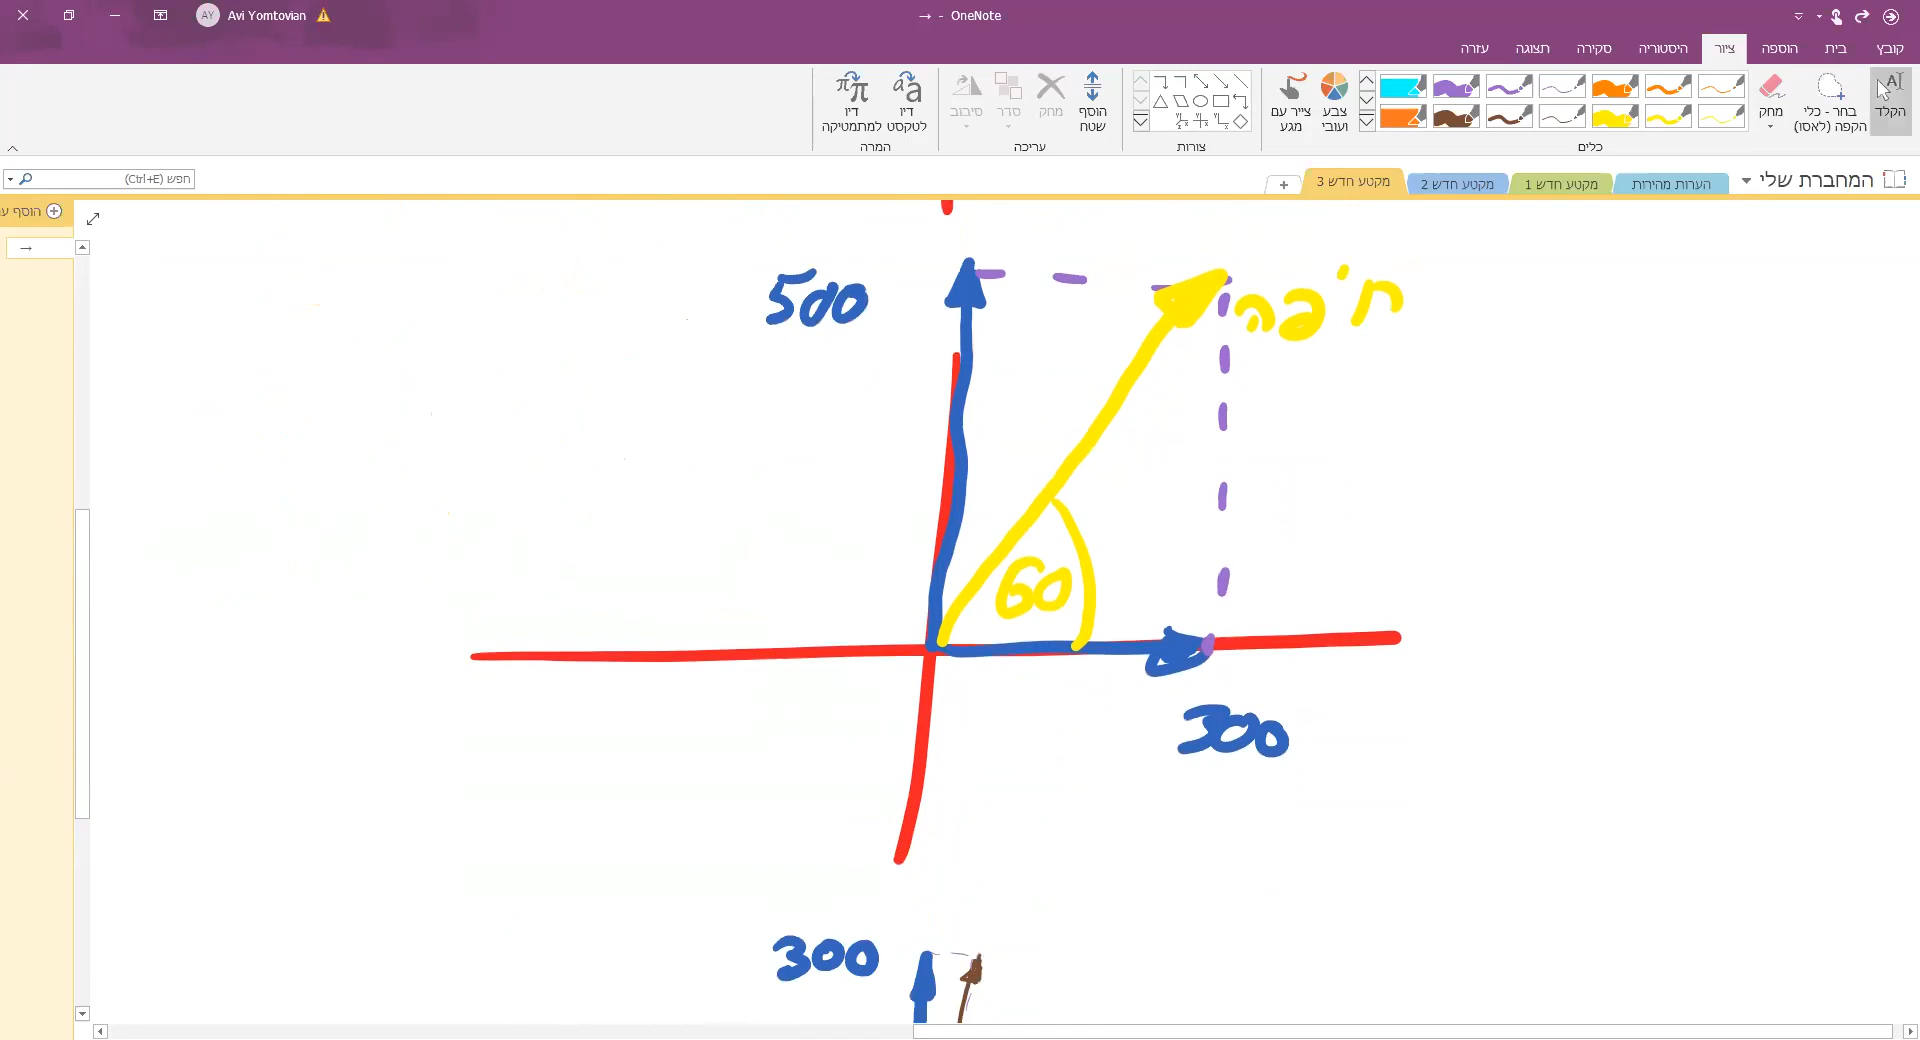 Avi Yomtovian
→ - OneNote
קובץ
בית
הוספה
ציור
היסטוריה
סקירה
תצוגה
עזרה
הקלד
בחר - כלי
הקפה (לאסו)
מחק
כלים
צבע
ועובי
צייר עם
מגע
צורות
הוסף
שטח
מחק
סדר
סיבוב
עריכה
דיו
לטקסט
דיו
למתמטיקה
המרה
המחברת שלי
הערות מהירות
מקטע חדש 1
מקטע חדש 2
מקטע חדש 3
+
חפש (Ctrl+E)
הוסף
→
500
60
300
300